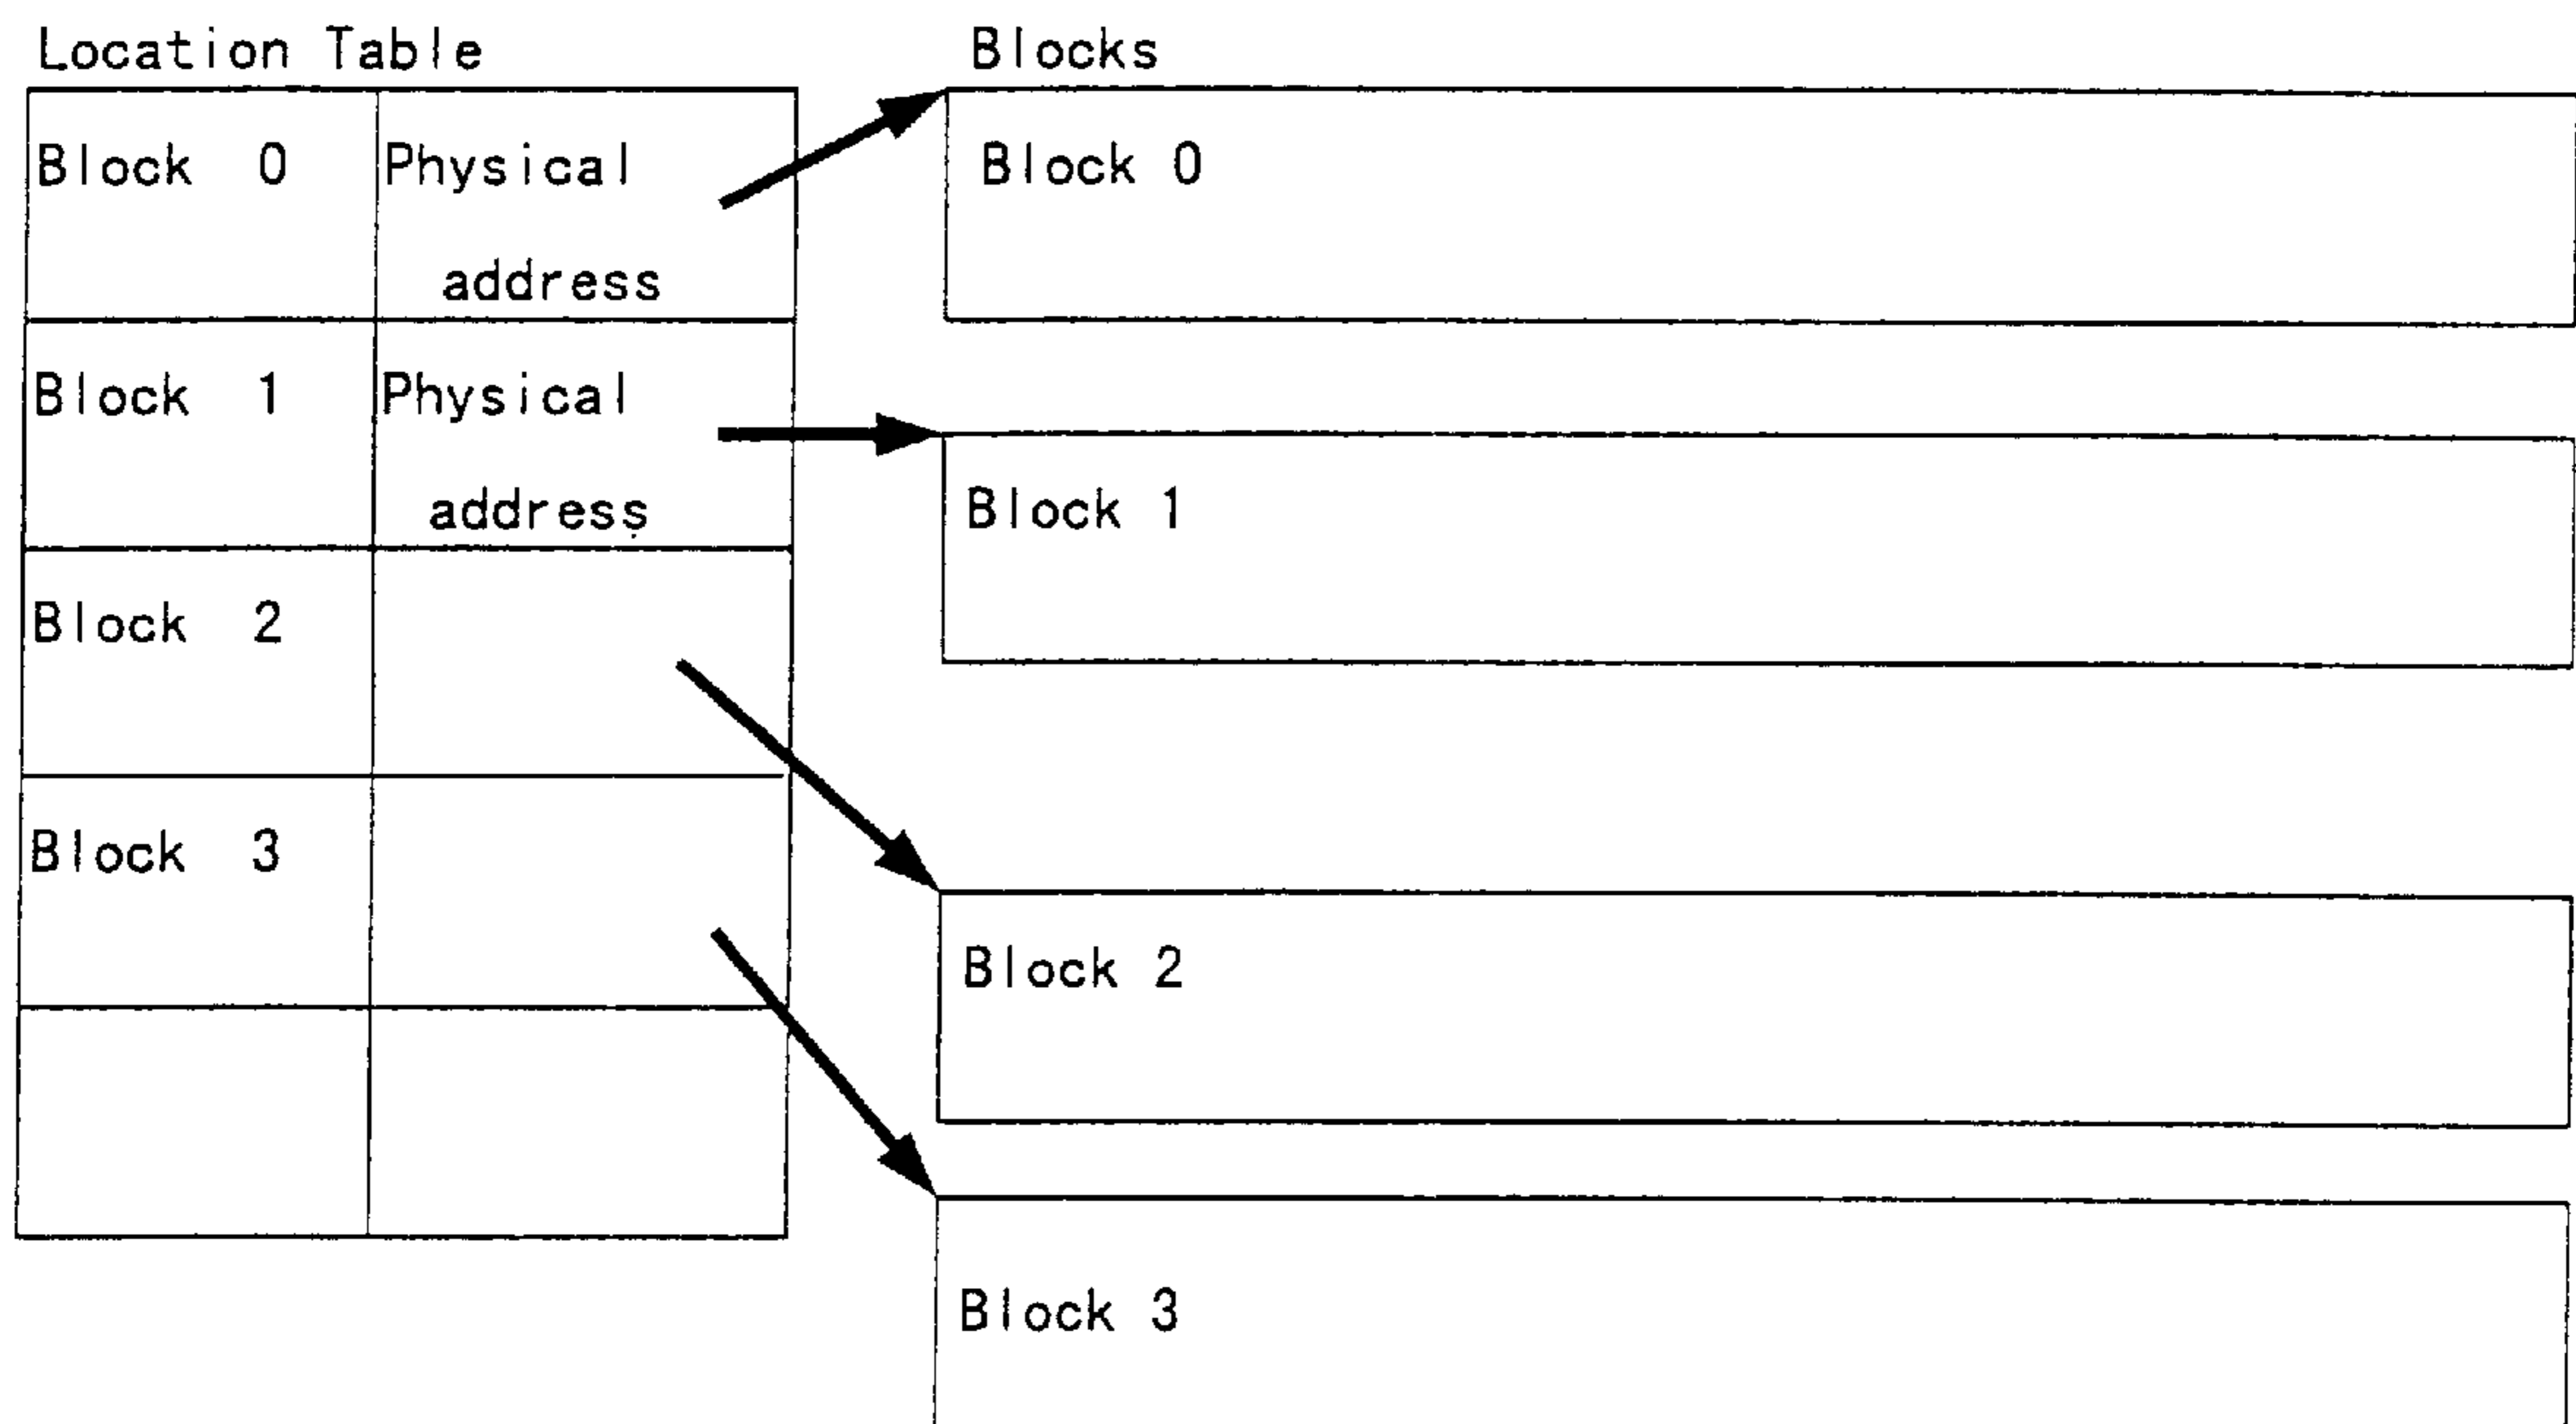 Location Table
Block 0 Physical
address
Block 1 Physical
address
Block 2
Block 3
Blocks
Block 0
Block 1
Block 2
Block 3